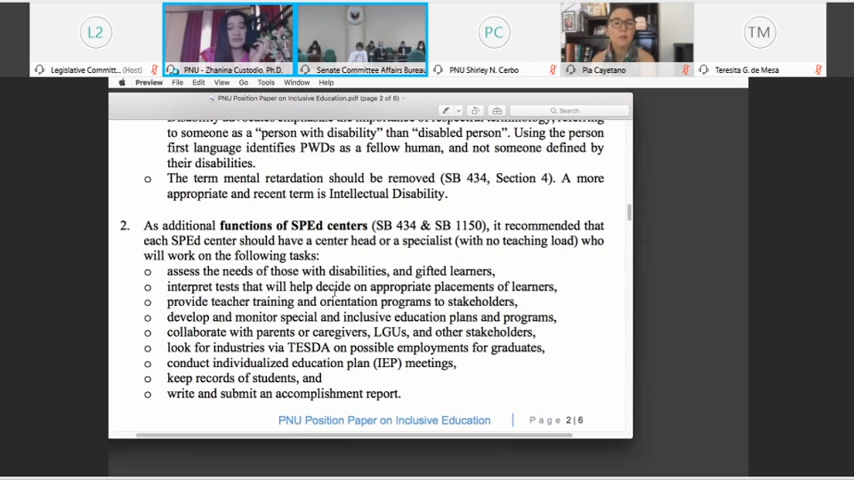 L2
PC
TM
Legislative Committ... (Host)
PNU - Zhanina Custodio, Ph.D.
Senate Committee Affairs Bureau
PNU Shirley N. Cerbo
Pia Cayetano
Teresita G. de Mesa
Preview File Edit View Go Tools Window Help
PNU Position Paper on Inclusive Education.pdf (page 2 of 6)
Search
Disability advocates emphasize the importance of respectful terminology, referring
to someone as a “person with disability” than “disabled person”. Using the person
first language identifies PWDs as a fellow human, and not someone defined by
their disabilities.
o The term mental retardation should be removed (SB 434, Section 4). A more
appropriate and recent term is Intellectual Disability.
2. As additional functions of SPEd centers (SB 434 & SB 1150), it recommended that
each SPEd center should have a center head or a specialist (with no teaching load) who
will work on the following tasks:
o assess the needs of those with disabilities, and gifted learners,
o interpret tests that will help decide on appropriate placements of learners,
o provide teacher training and orientation programs to stakeholders,
o develop and monitor special and inclusive education plans and programs,
o collaborate with parents or caregivers, LGUs, and other stakeholders,
o look for industries via TESDA on possible employments for graduates,
o conduct individualized education plan (IEP) meetings,
o keep records of students, and
o write and submit an accomplishment report.
PNU Position Paper on Inclusive Education | Page 2|6